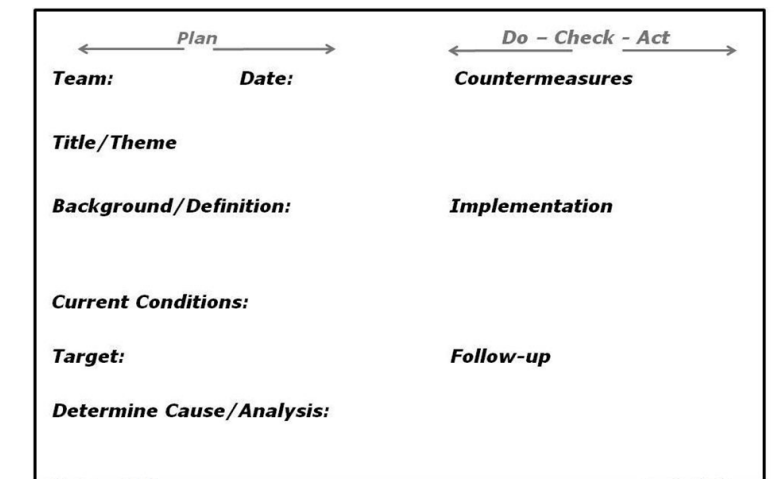 Plan
Do – Check - Act
Team: Date:
Countermeasures
Title/Theme
Background/Definition:
Implementation
Current Conditions:
Target:
Follow-up
Determine Cause/Analysis: